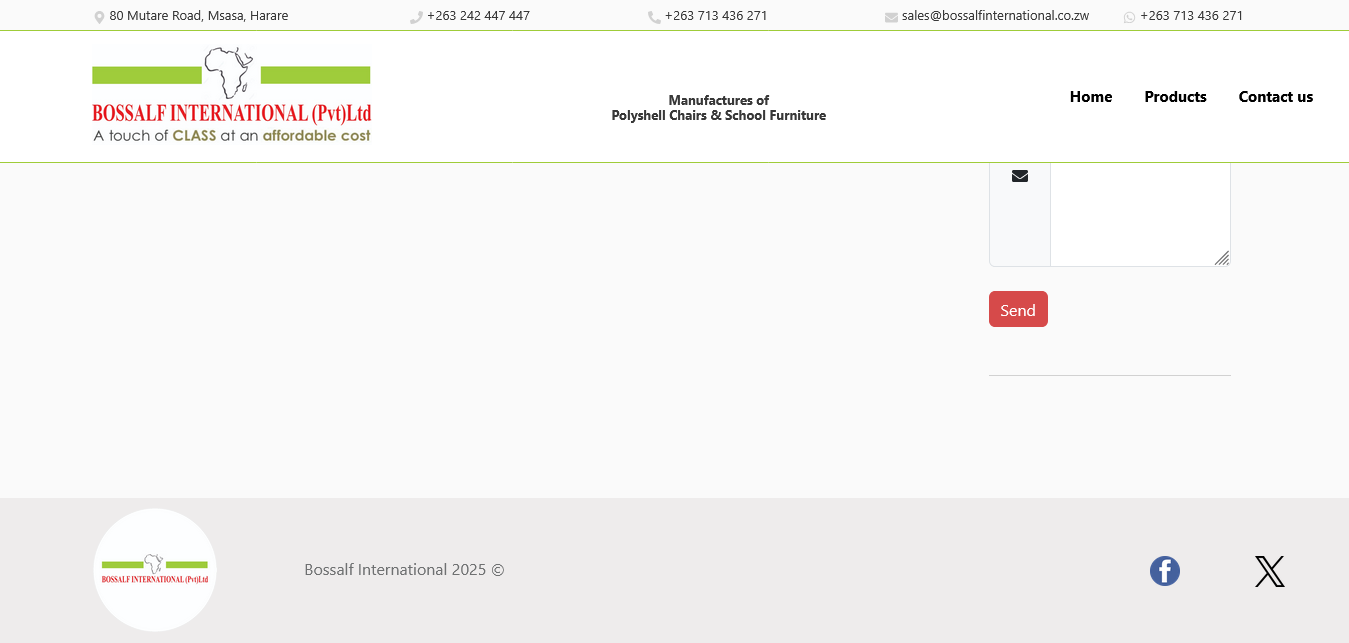 80 Mutare Road, Msasa, Harare
+263 242 447 447
+263 713 436 271
sales@bossalfinternational.co.zw
+263 713 436 271
BOSSALF INTERNATIONAL (Pvt)Ltd
A touch of CLASS at an affordable cost
Manufactures of
Polyshell Chairs & School Furniture
Home
Products
Contact us
Send
BOSSALF INTERNATIONAL (Pvt)Ltd
Bossalf International 2025 ©